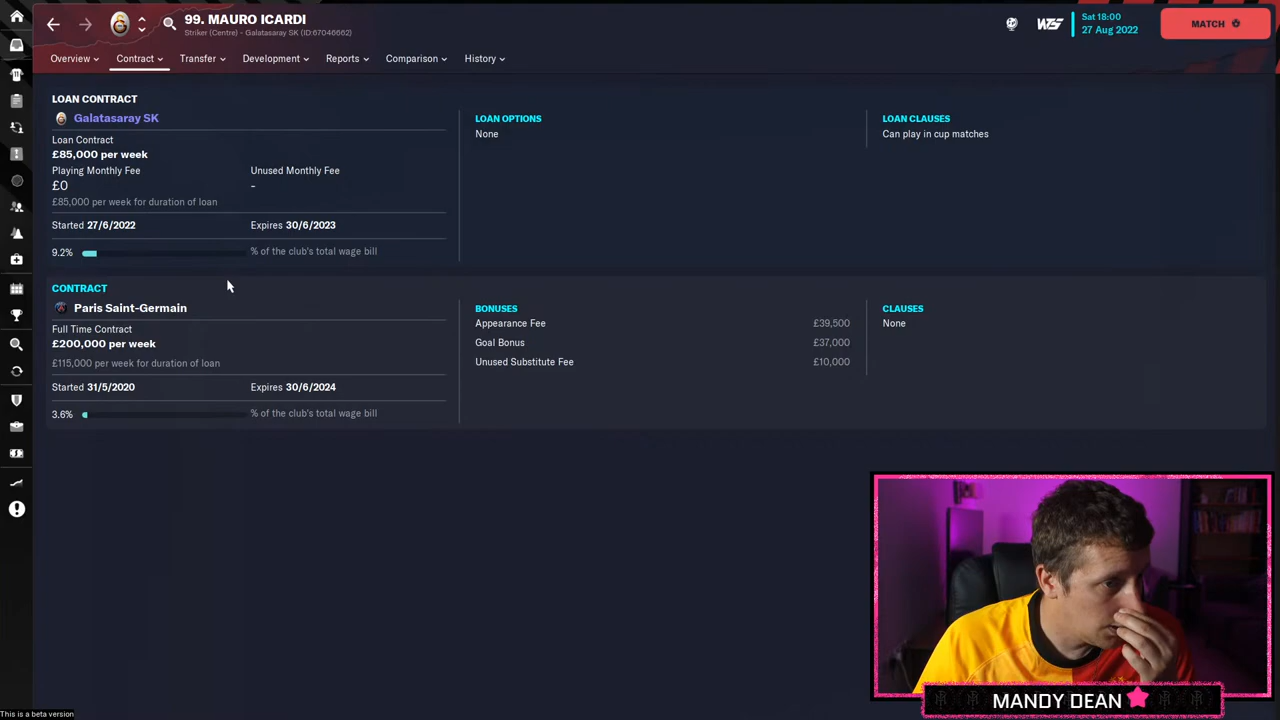 99. MAURO ICARDI
Striker (Centre) - Galatasaray SK (ID:67046662)
Sat 18:00
27 Aug 2022
MATCH
Overview
Contract
Transfer
Development
Reports
Comparison
History
LOAN CONTRACT
Galatasaray SK
Loan Contract
£85,000 per week
Playing Monthly Fee
Unused Monthly Fee
£0
-
£85,000 per week for duration of loan
Started 27/6/2022
Expires 30/6/2023
9.2%
% of the club's total wage bill
LOAN OPTIONS
None
LOAN CLAUSES
Can play in cup matches
CONTRACT
Paris Saint-Germain
Full Time Contract
£200,000 per week
£115,000 per week for duration of loan
Started 31/5/2020
Expires 30/6/2024
3.6%
% of the club's total wage bill
BONUSES
Appearance Fee
£39,500
Goal Bonus
£37,000
Unused Substitute Fee
£10,000
CLAUSES
None
MANDY DEAN
This is a beta version